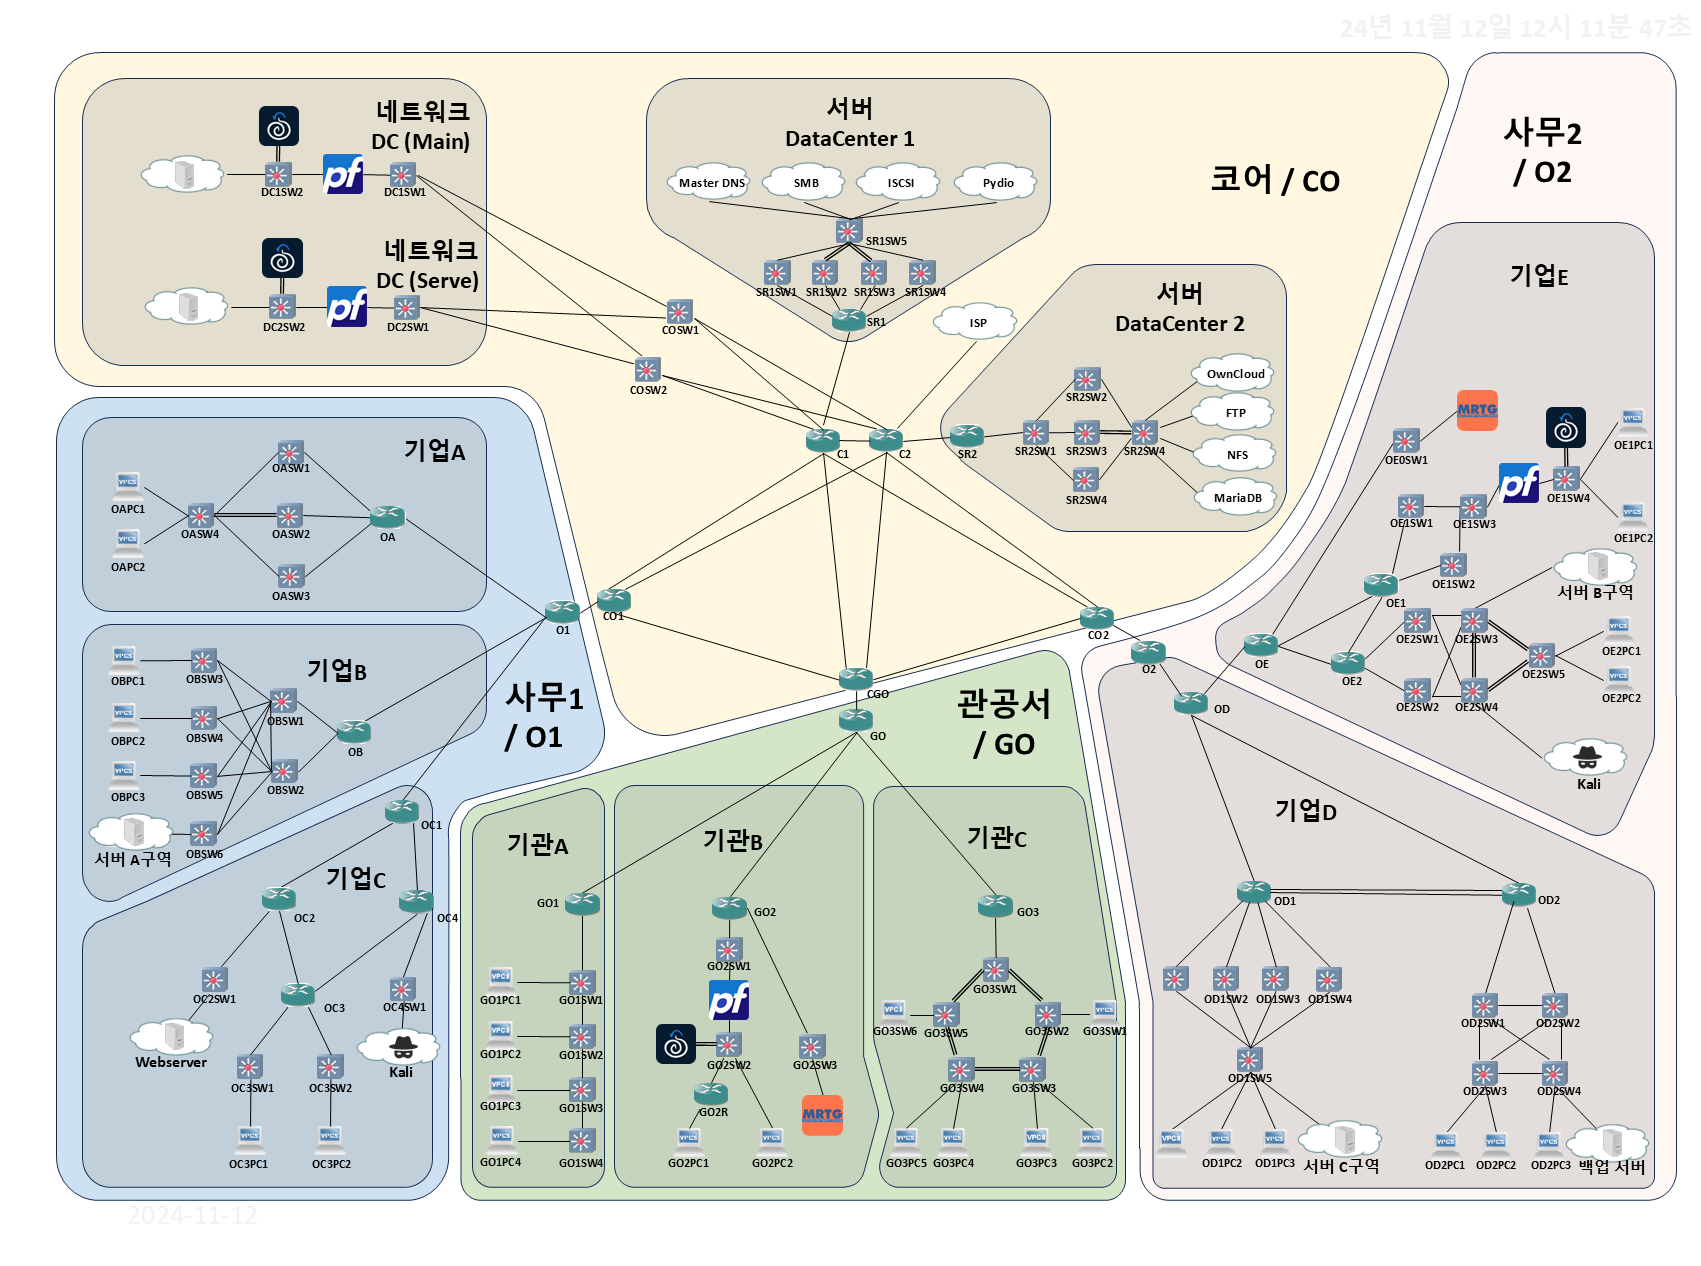 24년 11월 12일 12시 11분 47초
네트워크
DC (Main)
DC1SW2
pf
DC1SW1
네트워크
DC (Serve)
DC2SW2
pf
DC2SW1
서버
DataCenter 1
Master DNS
SMB
ISCSI
Pydio
SR1SW5
SR1SW1
SR1SW2
SR1SW3
SR1SW4
SR1
코어 / CO
ISP
COSW1
COSW2
서버
DataCenter 2
SR2SW2
OwnCloud
FTP
SR2
SR2SW1
SR2SW3
SR2SW4
NFS
SR2SW4
MariaDB
C1
C2
CO1
CO2
CGO
사무2
/ O2
기업E
MRTG
OE0SW1
OE1PC1
pf
OE1SW4
OE1SW1
OE1SW3
OE1PC2
OE1SW2
서버 B구역
OE1
OE2SW1
OE2SW3
OE2PC1
OE
OE2
OE2SW5
OE2PC2
OE2SW2
OE2SW4
Kali
O2
OD
기업D
OD1
OD2
OD1SW2
OD1SW3
OD1SW4
OD2SW1
OD2SW2
OD1SW5
OD2SW3
OD2SW4
OD1PC2
OD1PC3
서버 C구역
OD2PC1
OD2PC2
OD2PC3
백업 서버
기업A
OASW1
OAPC1
OASW4
OASW2
OA
OAPC2
OASW3
O1
기업B
OBPC1
OBSW3
OBSW1
OBPC2
OBSW4
OB
OBSW2
OBPC3
OBSW5
서버 A구역
OBSW6
사무1
/ O1
OC1
기업C
OC2
OC4
OC2SW1
OC3
OC4SW1
Webserver
Kali
OC3SW1
OC3SW2
OC3PC1
OC3PC2
관공서
/ GO
GO
기관A
GO1
GO1PC1
GO1SW1
GO1PC2
GO1SW2
GO1PC3
GO1SW3
GO1PC4
GO1SW4
기관B
GO2
GO2SW1
pf
GO2SW2
GO2SW3
GO2R
MRTG
GO2PC1
GO2PC2
기관C
GO3
GO3SW1
GO3SW6
GO3SW5
GO3SW2
GO3SW1
GO3SW4
GO3SW3
GO3PC5
GO3PC4
GO3PC3
GO3PC2
2024-11-12